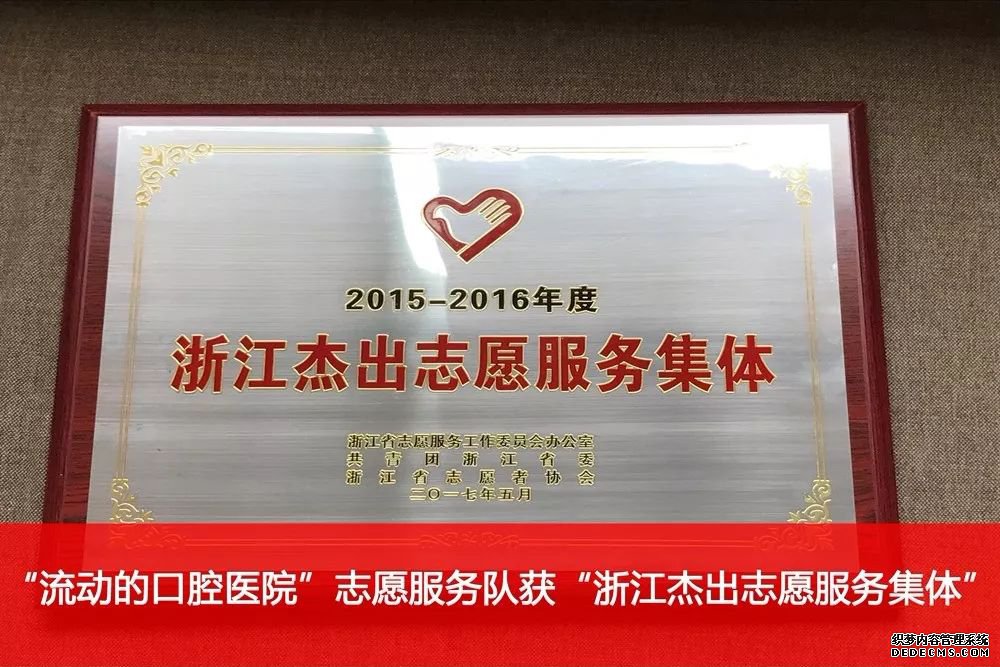 2015-2016年度
浙江杰出志愿服务集体
浙江省志愿服务工作委员会办公室
共青团浙江省委
浙江省志愿者协会
二〇一七年五月
“流动的口腔医院”志愿服务队获“浙江杰出志愿服务集体”
织梦内容管理系统
DEDECMS.COM